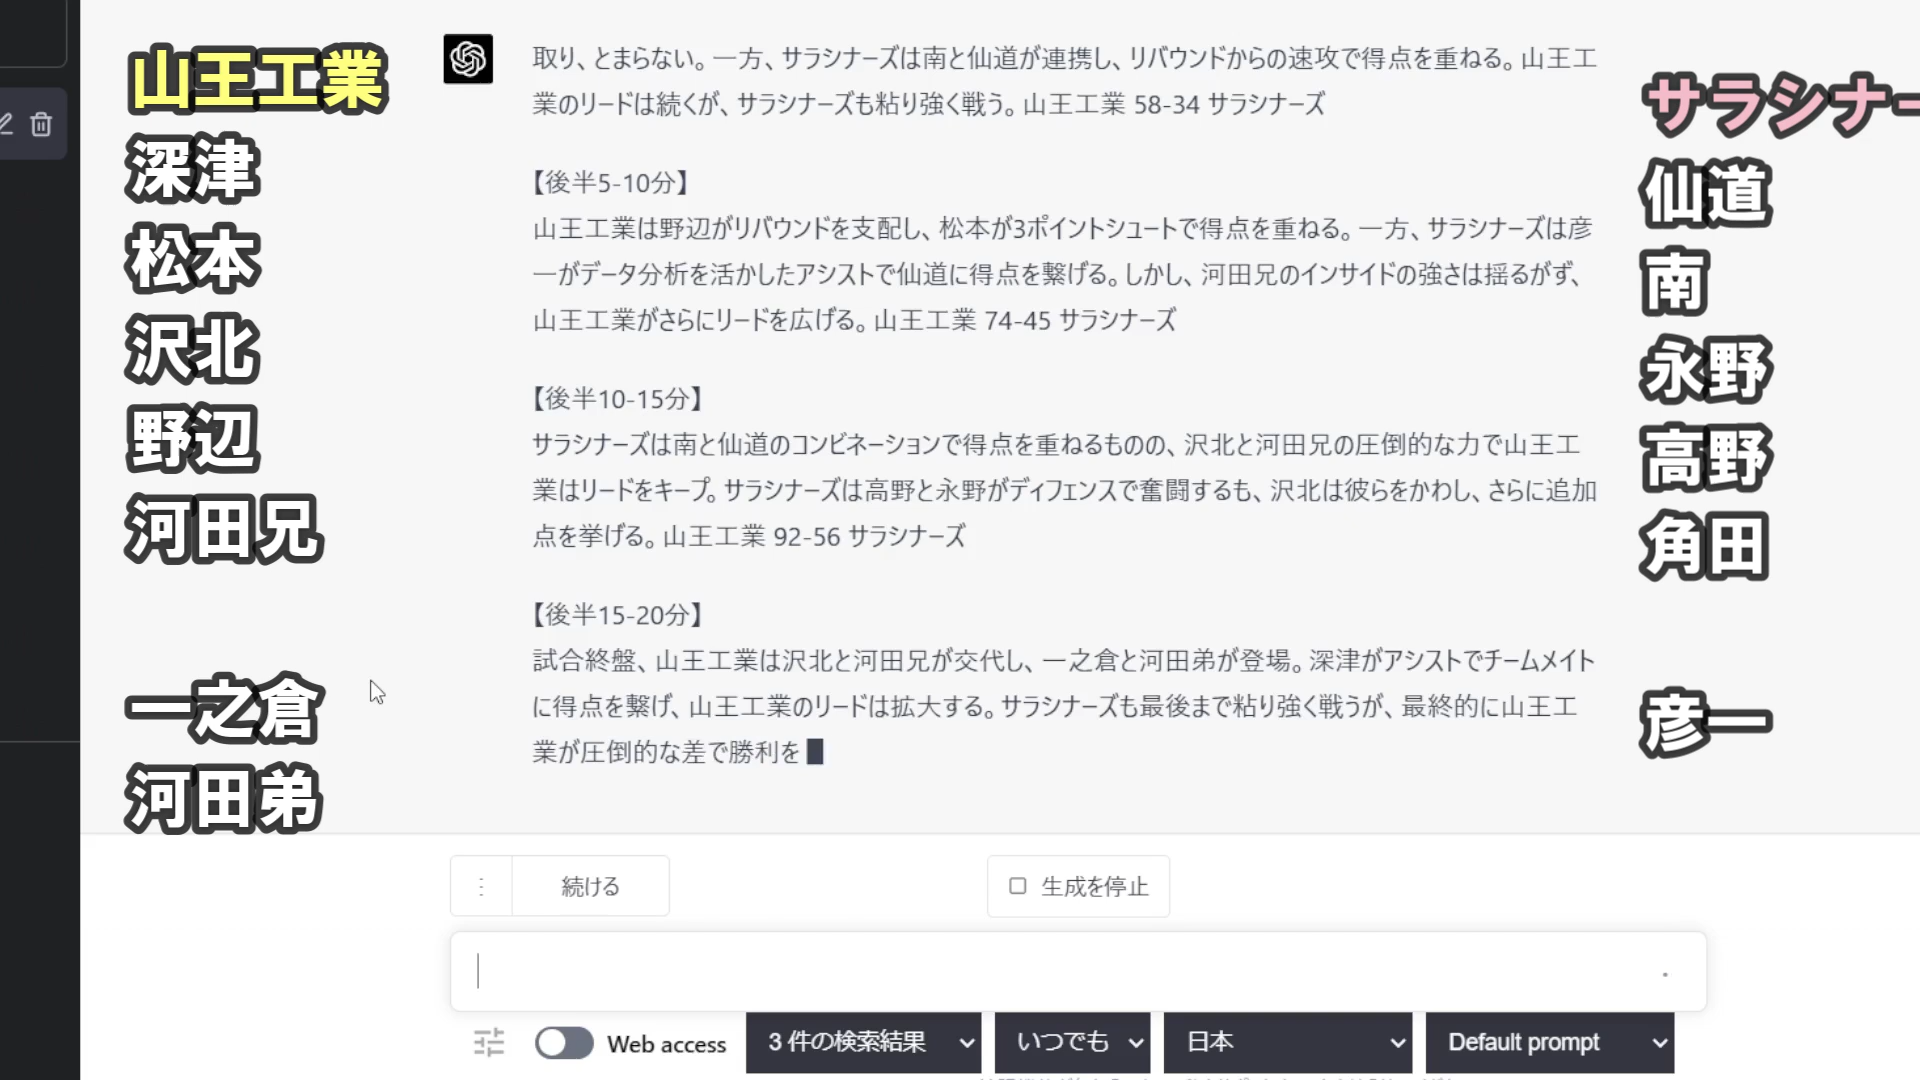 山王工業
深津
松本
沢北
野辺
河田兄
一之倉
河田弟
取り、とまらない。一方、サラシナーズは南と仙道が連携し、リバウンドからの速攻で得点を重ねる。山王工
業のリードは続くが、サラシナーズも粘り強く戦う。山王工業 58-34 サラシナーズ
【後半5-10分】
山王工業は野辺がリバウンドを支配し、松本が3ポイントシュートで得点を重ねる。一方、サラシナーズは彦
一がデータ分析を活かしたアシストで仙道に得点を繋げる。しかし、河田兄のインサイドの強さは揺るがず、
山王工業がさらにリードを広げる。山王工業 74-45 サラシナーズ
【後半10-15分】
サラシナーズは南と仙道のコンビネーションで得点を重ねるものの、沢北と河田兄の圧倒的な力で山王工
業はリードをキープ。サラシナーズは高野と永野がディフェンスで奮闘するも、沢北は彼らをかわし、さらに追加
点を挙げる。山王工業 92-56 サラシナーズ
【後半15-20分】
試合終盤、山王工業は沢北と河田兄が交代し、一之倉と河田弟が登場。深津がアシストでチームメイト
に得点を繋げ、山王工業のリードは拡大する。サラシナーズも最後まで粘り強く戦うが、最終的に山王工
業が圧倒的な差で勝利を
サラシナー
仙道
南
永野
高野
角田
彦一
続ける
生成を停止
Web access
3 件の検索結果
いつでも
日本
Default prompt